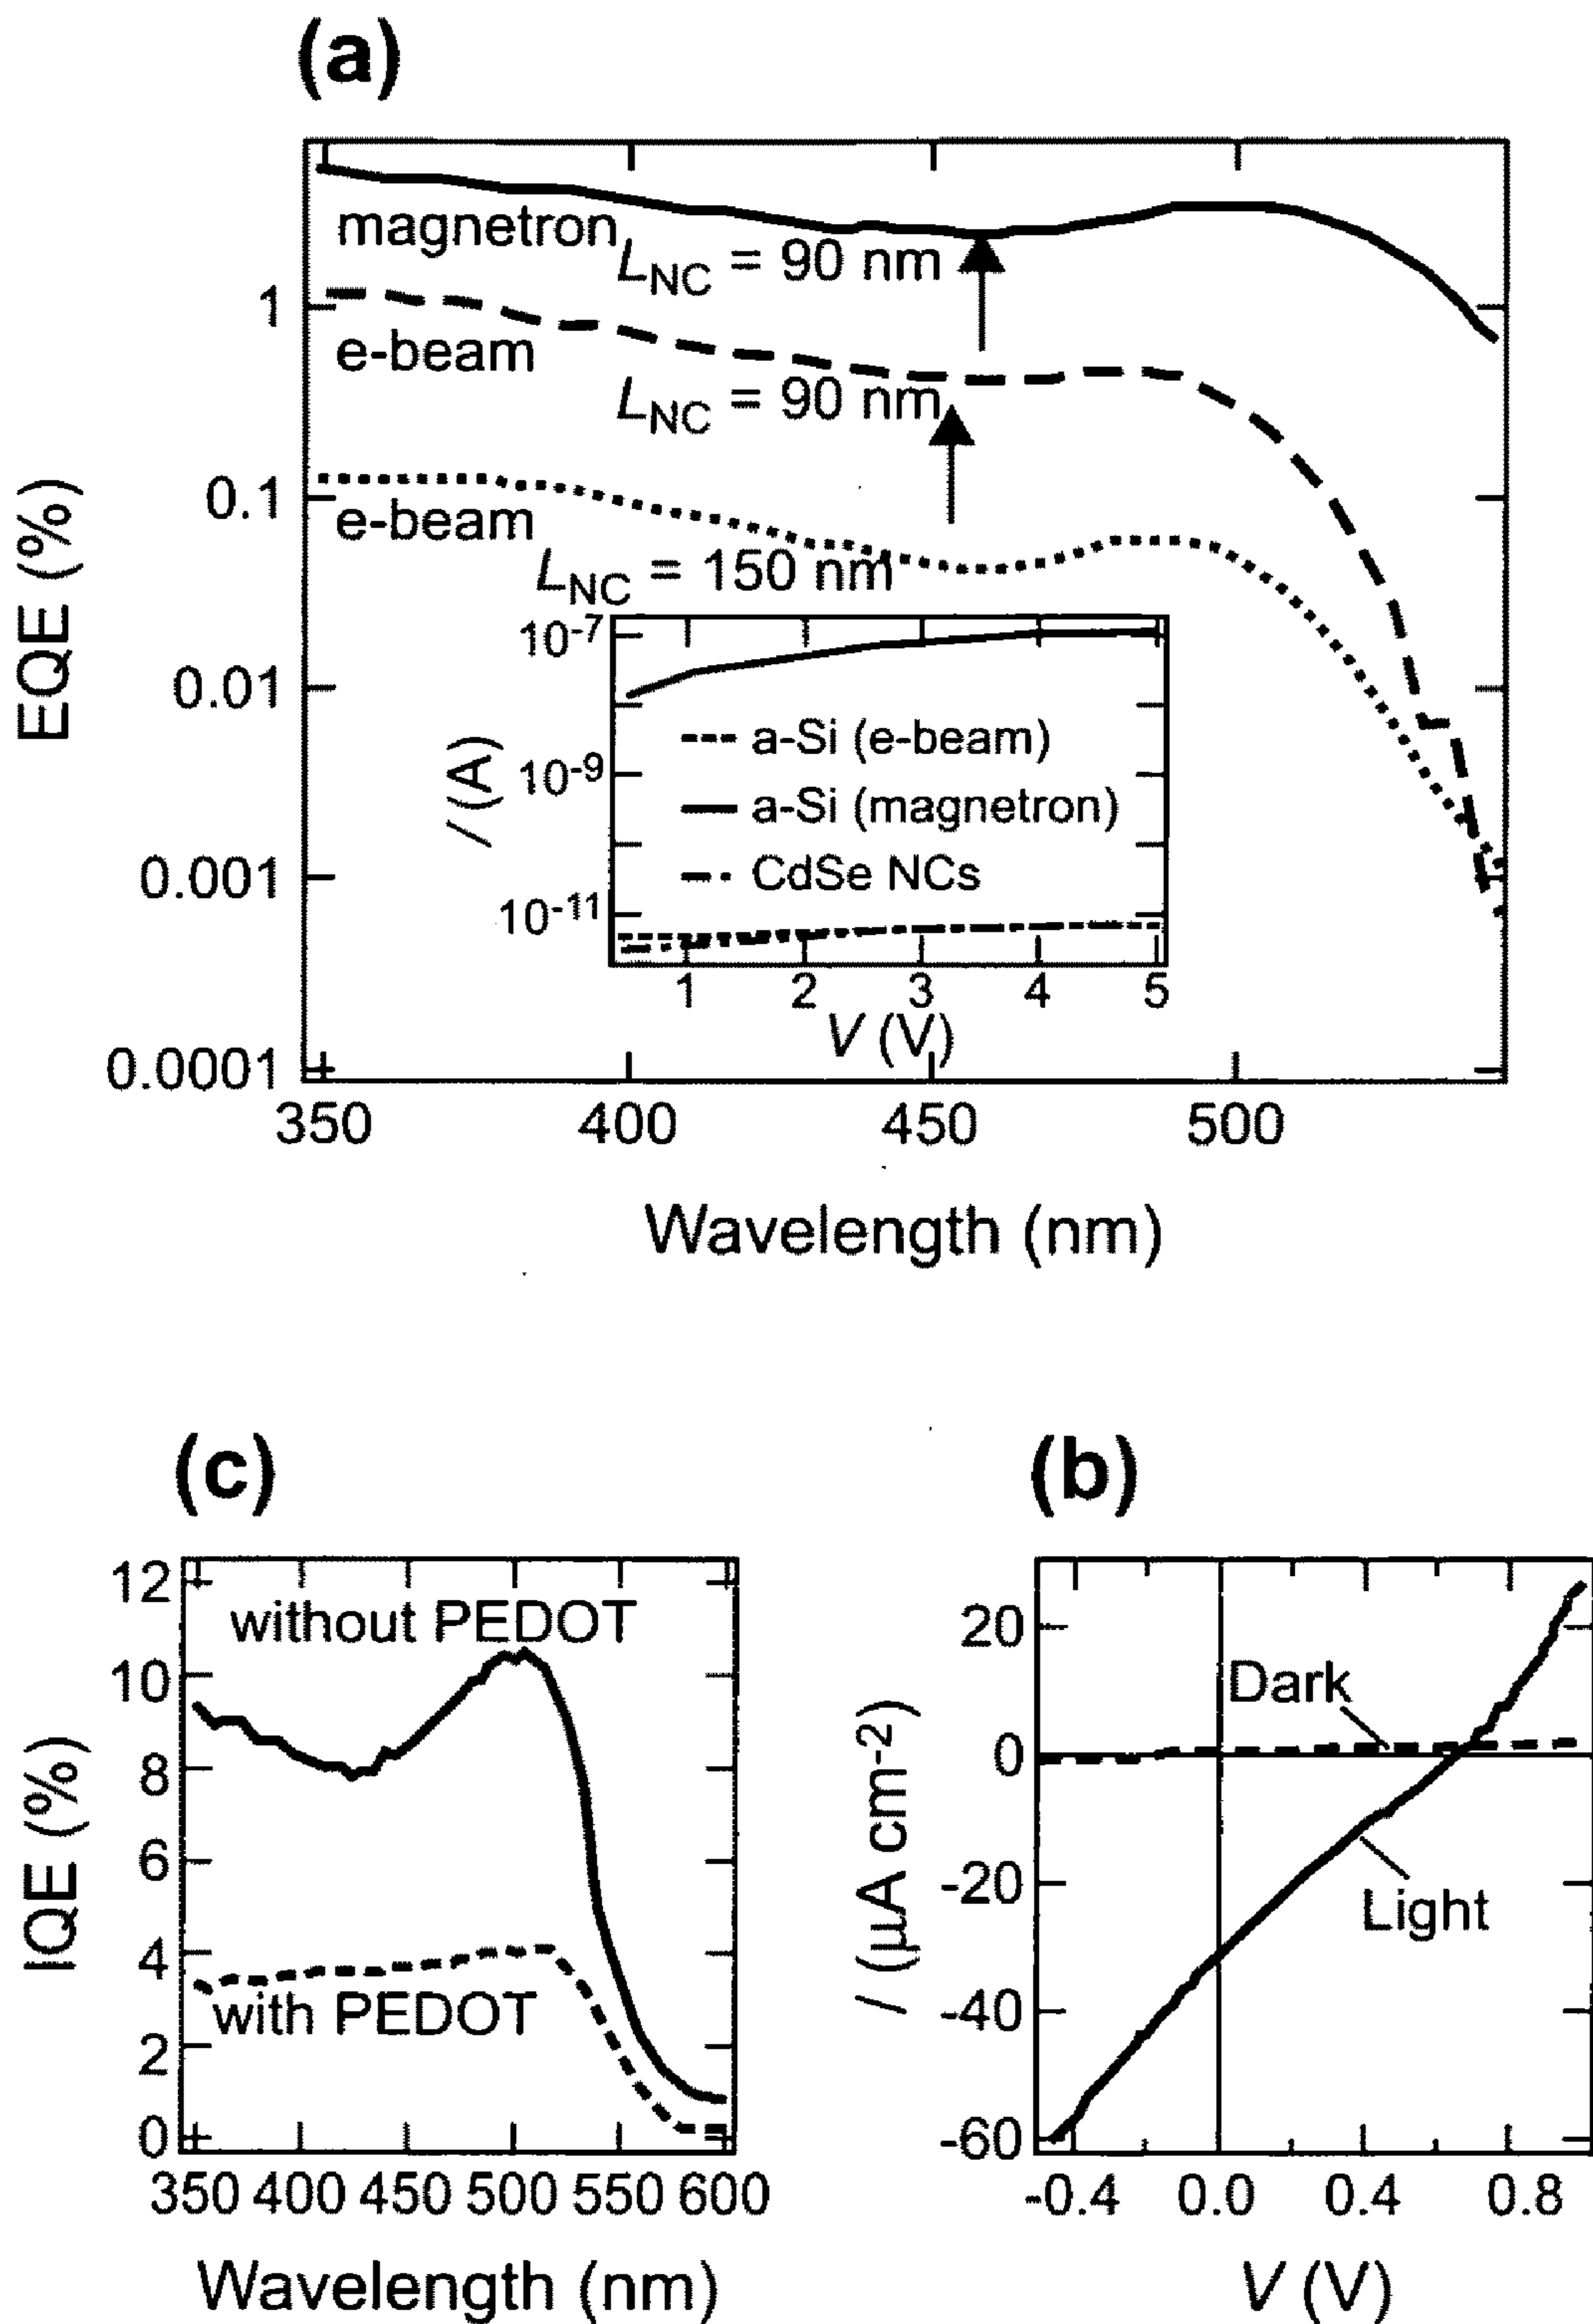 (a)
magnetron
L_NC = 90 nm
1
e-beam
L_NC = 90 nm
0.1
e-beam
L_NC = 150 nm
EQE (%)
0.01
0.001
0.0001
10^-7
10^-9
10^-11
I (A)
a-Si (e-beam)
a-Si (magnetron)
CdSe NCs
1 2 3 4 5
V (V)
350 400 450 500
Wavelength (nm)
(c)
12
without PEDOT
10
8
6
4
with PEDOT
2
0
IQE (%)
350 400 450 500 550 600
Wavelength (nm)
(b)
20
Dark
0
-20
Light
-40
-60
I (μA cm^-2)
-0.4 0.0 0.4 0.8
V (V)